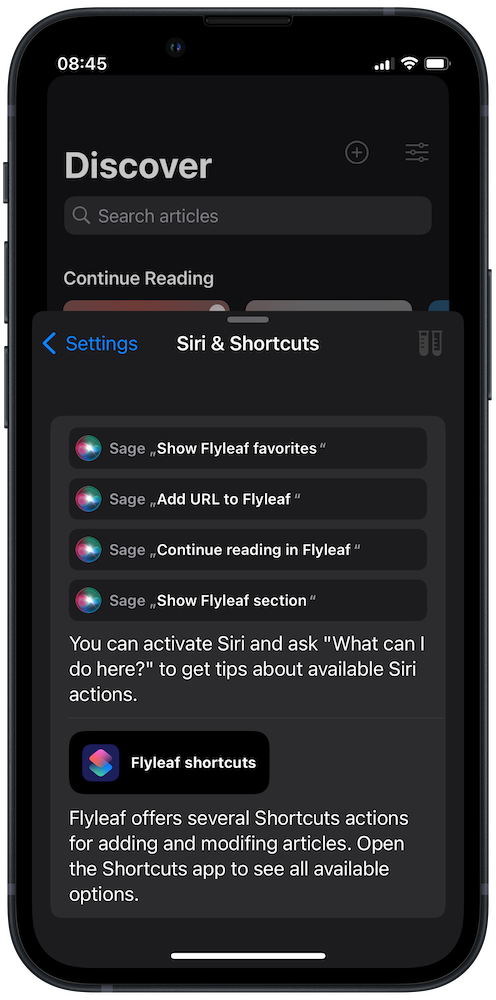 08:45
Discover
Search articles
Continue Reading
Settings
Siri & Shortcuts
Sage „Show Flyleaf favorites“
Sage „Add URL to Flyleaf“
Sage „Continue reading in Flyleaf“
Sage „Show Flyleaf section“
You can activate Siri and ask "What can I
do here?" to get tips about available Siri
actions.
Flyleaf shortcuts
Flyleaf offers several Shortcuts actions
for adding and modifing articles. Open
the Shortcuts app to see all available
options.